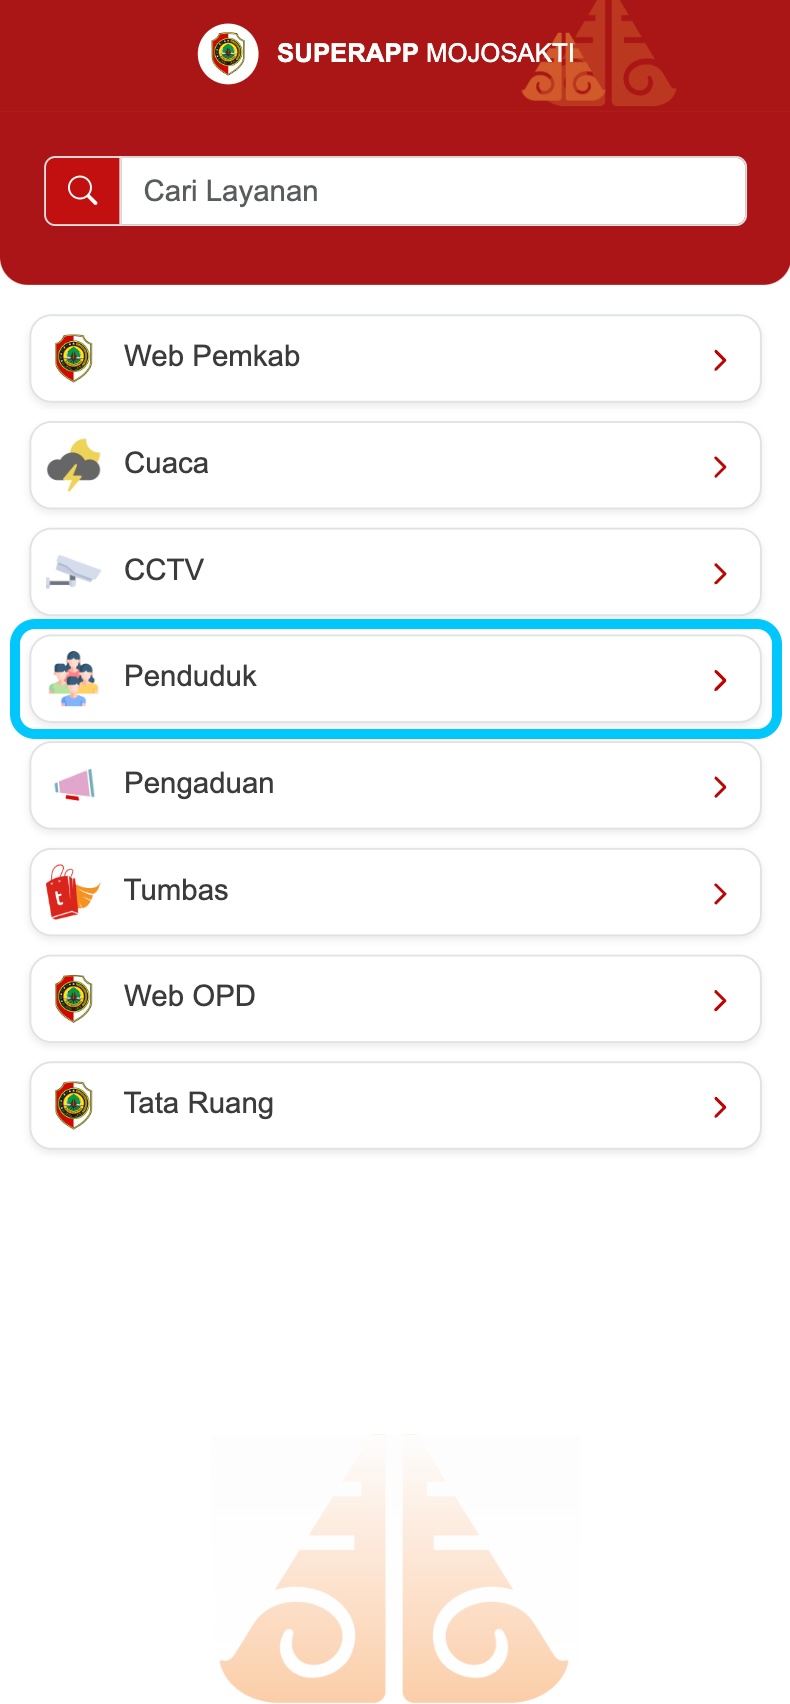 SUPERAPP MOJOSAKTI
Cari Layanan
Web Pemkab
Cuaca
CCTV
Penduduk
Pengaduan
t
Tumbas
Web OPD
Tata Ruang